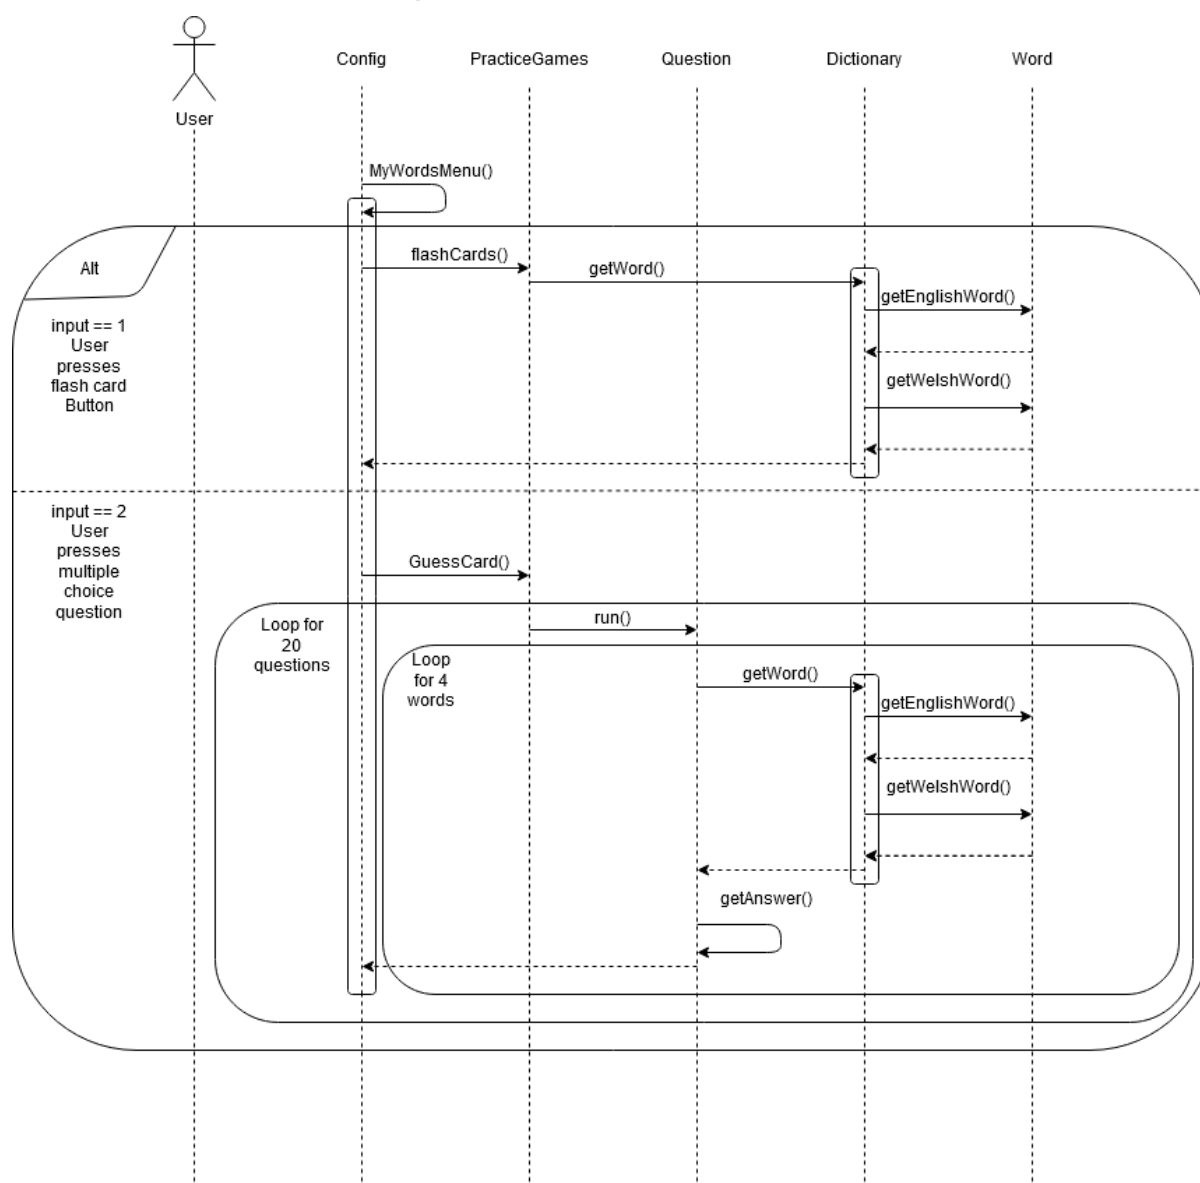 User
Config
PracticeGames
Question
Dictionary
Word
MyWordsMenu()
Alt
flashCards()
getWord()
getEnglishWord()
input == 1
User
presses
flash card
Button
getWelshWord()
input == 2
User
presses
multiple
choice
question
GuessCard()
Loop for
20
questions
run()
Loop
for 4
words
getWord()
getEnglishWord()
getWelshWord()
getAnswer()